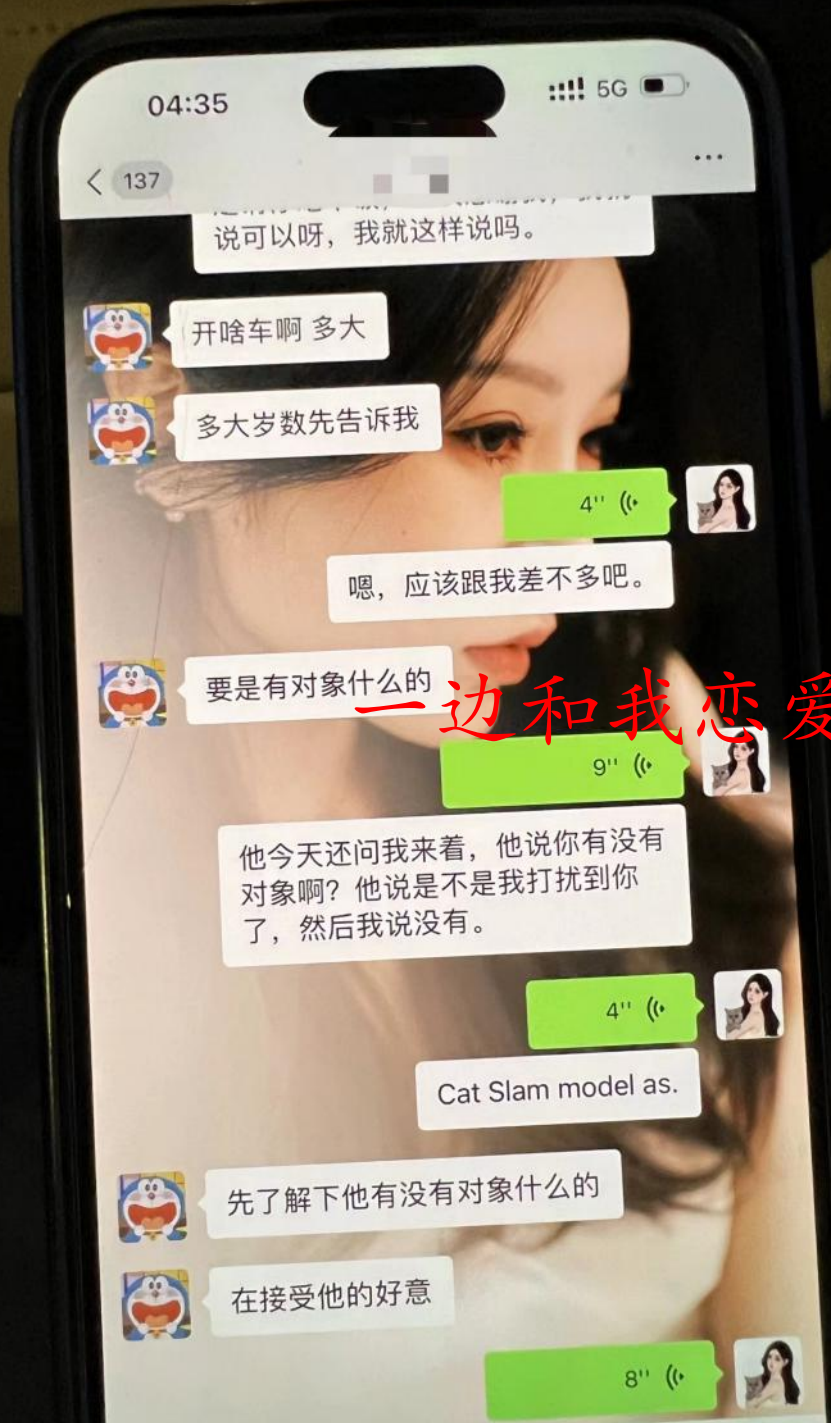 04:35
5G
137
说可以呀，我就这样说吗。
开啥车啊 多大
多大岁数先告诉我
4''
嗯，应该跟我差不多吧。
要是有对象什么的
一边和我恋爱
9''
他今天还问我来着，他说你有没有
对象啊？他说是不是我打扰到你
了，然后我说没有。
4''
Cat Slam model as.
先了解下他有没有对象什么的
在接受他的好意
8''